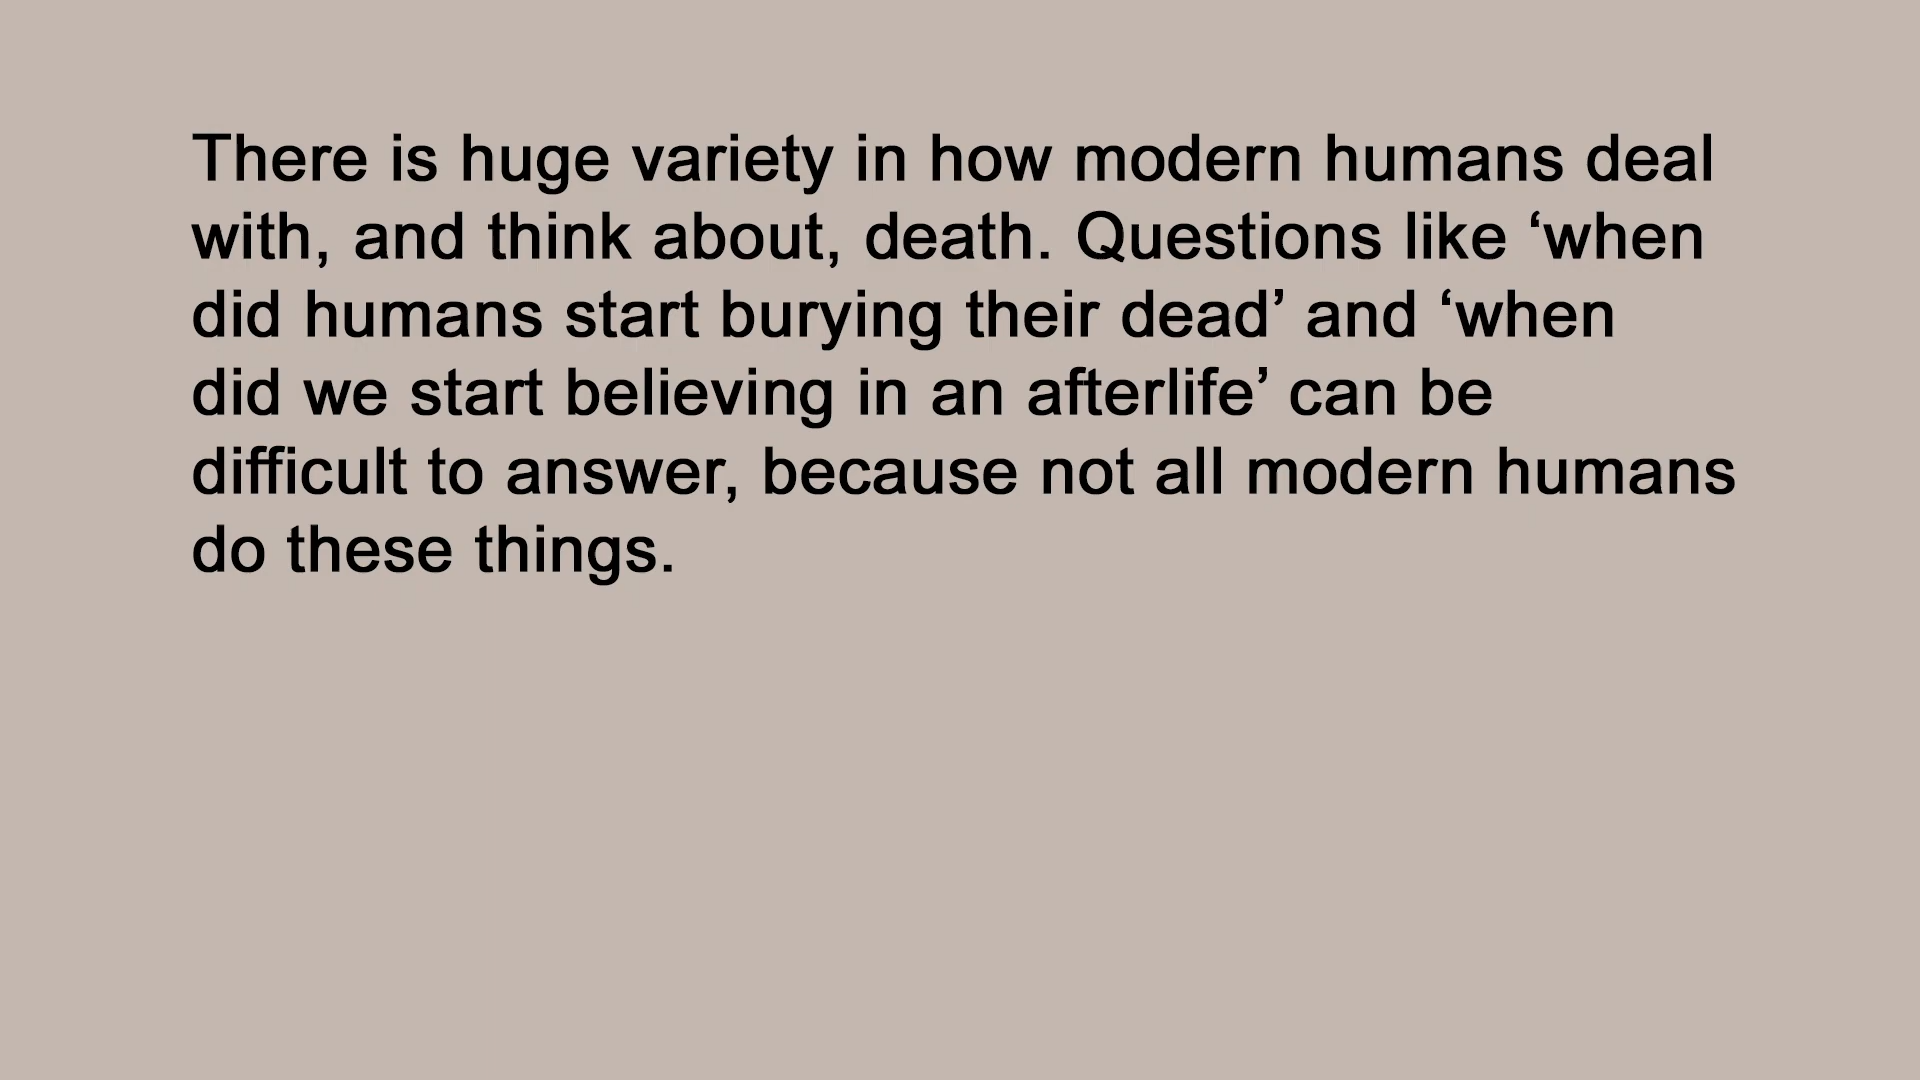 There is huge variety in how modern humans deal
with, and think about, death. Questions like ‘when
did humans start burying their dead’ and ‘when
did we start believing in an afterlife’ can be
difficult to answer, because not all modern humans
do these things.